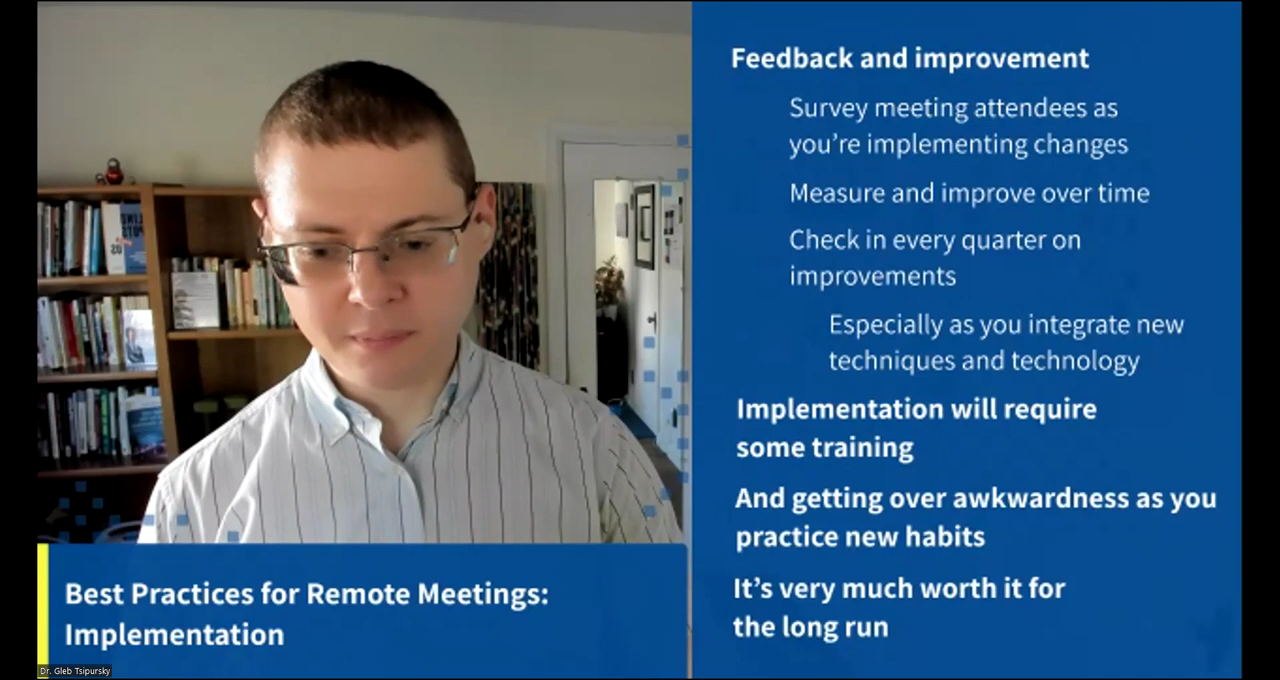 Feedback and improvement
Survey meeting attendees as
you’re implementing changes
Measure and improve over time
Check in every quarter on
improvements
Especially as you integrate new
techniques and technology
Implementation will require
some training
And getting over awkwardness as you
practice new habits
It’s very much worth it for
the long run
Best Practices for Remote Meetings:
Implementation
Dr. Gleb Tsipursky